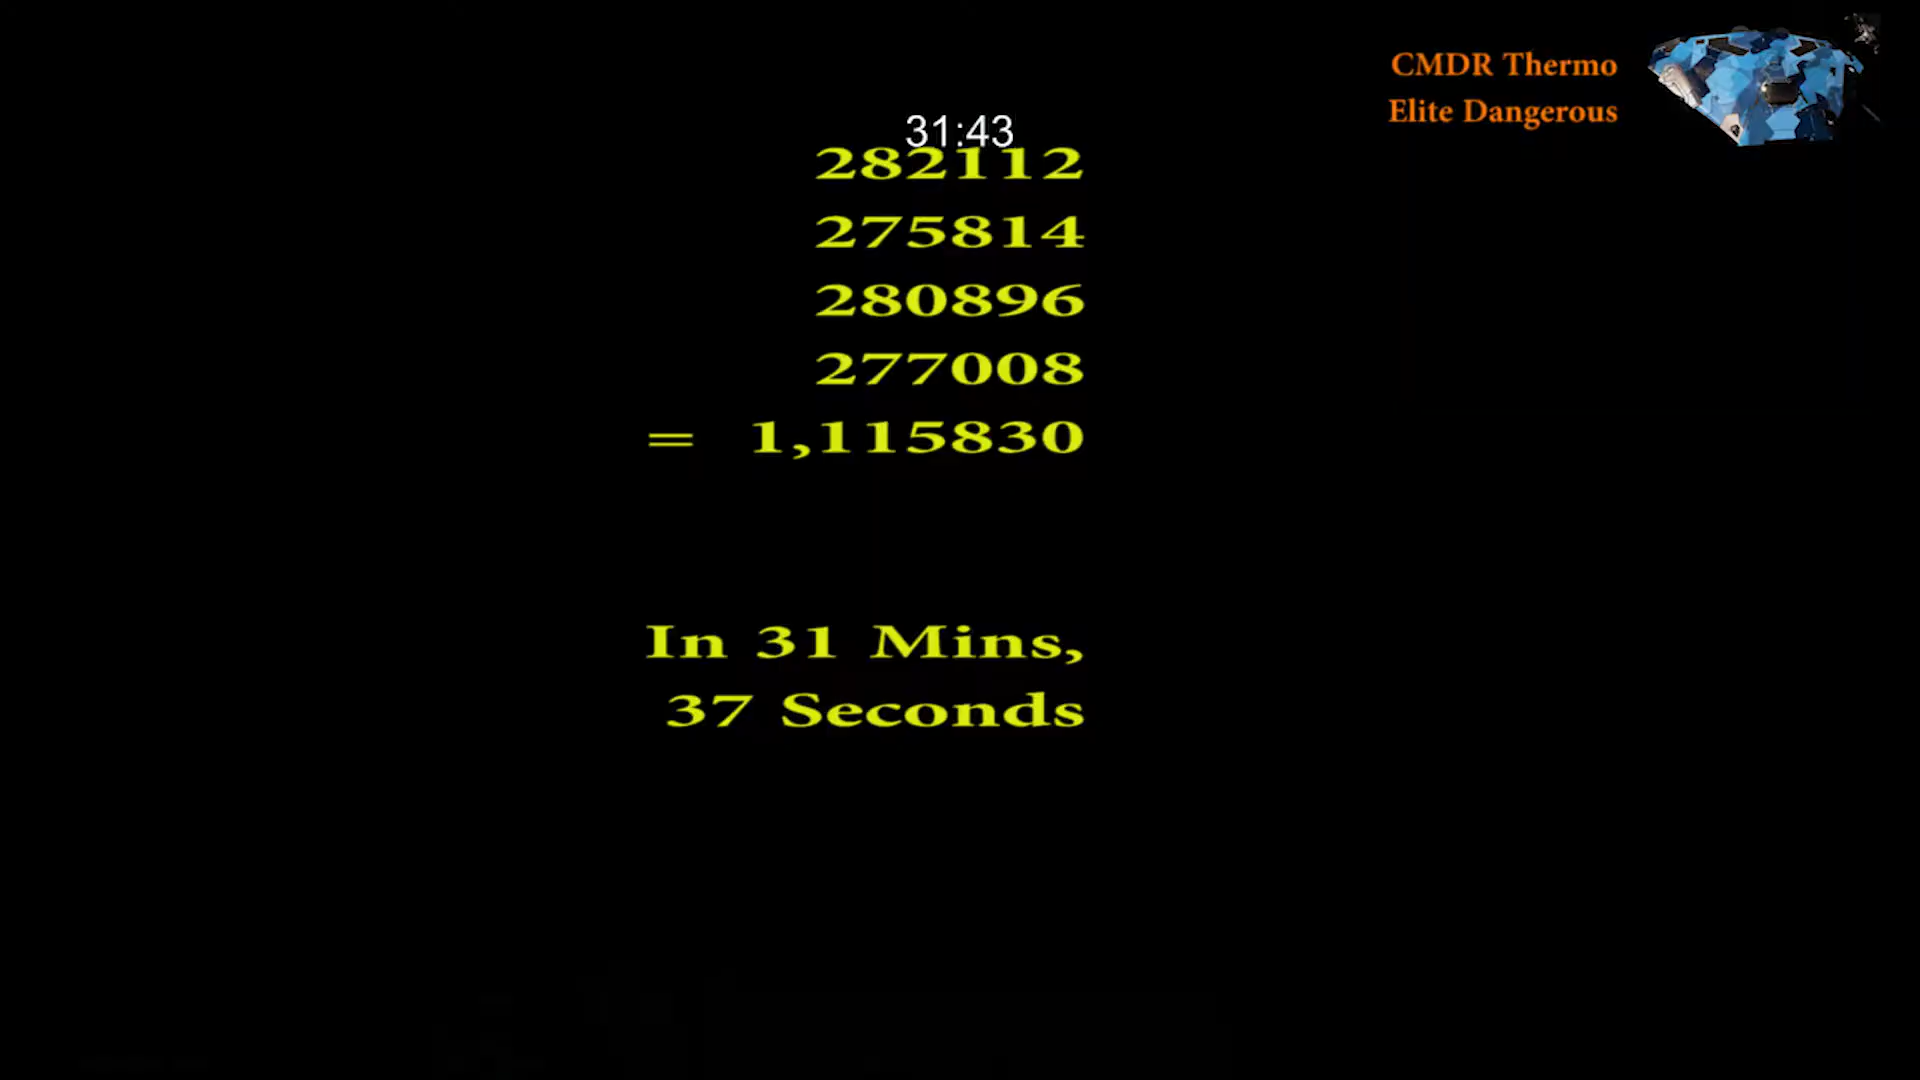 CMDR Thermo
Elite Dangerous
31:43
282112
275814
280896
277008
= 1,115830
In 31 Mins,
37 Seconds